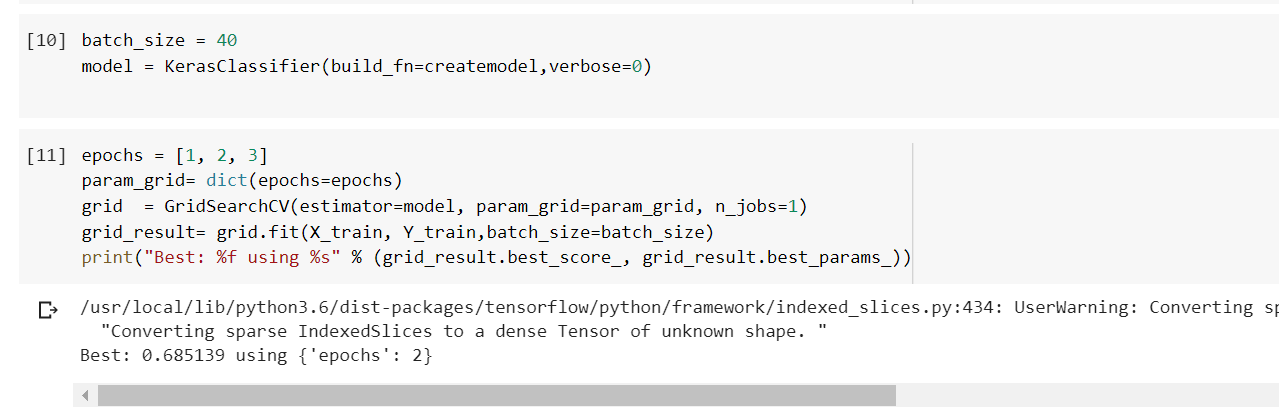 [10] batch_size = 40
model = KerasClassifier(build_fn=createmodel,verbose=0)
[11] epochs = [1, 2, 3]
param_grid= dict(epochs=epochs)
grid  = GridSearchCV(estimator=model, param_grid=param_grid, n_jobs=1)
grid_result= grid.fit(X_train, Y_train,batch_size=batch_size)
print("Best: %f using %s" % (grid_result.best_score_, grid_result.best_params_))
/usr/local/lib/python3.6/dist-packages/tensorflow/python/framework/indexed_slices.py:434: UserWarning: Converting sp
"Converting sparse IndexedSlices to a dense Tensor of unknown shape. "
Best: 0.685139 using {'epochs': 2}